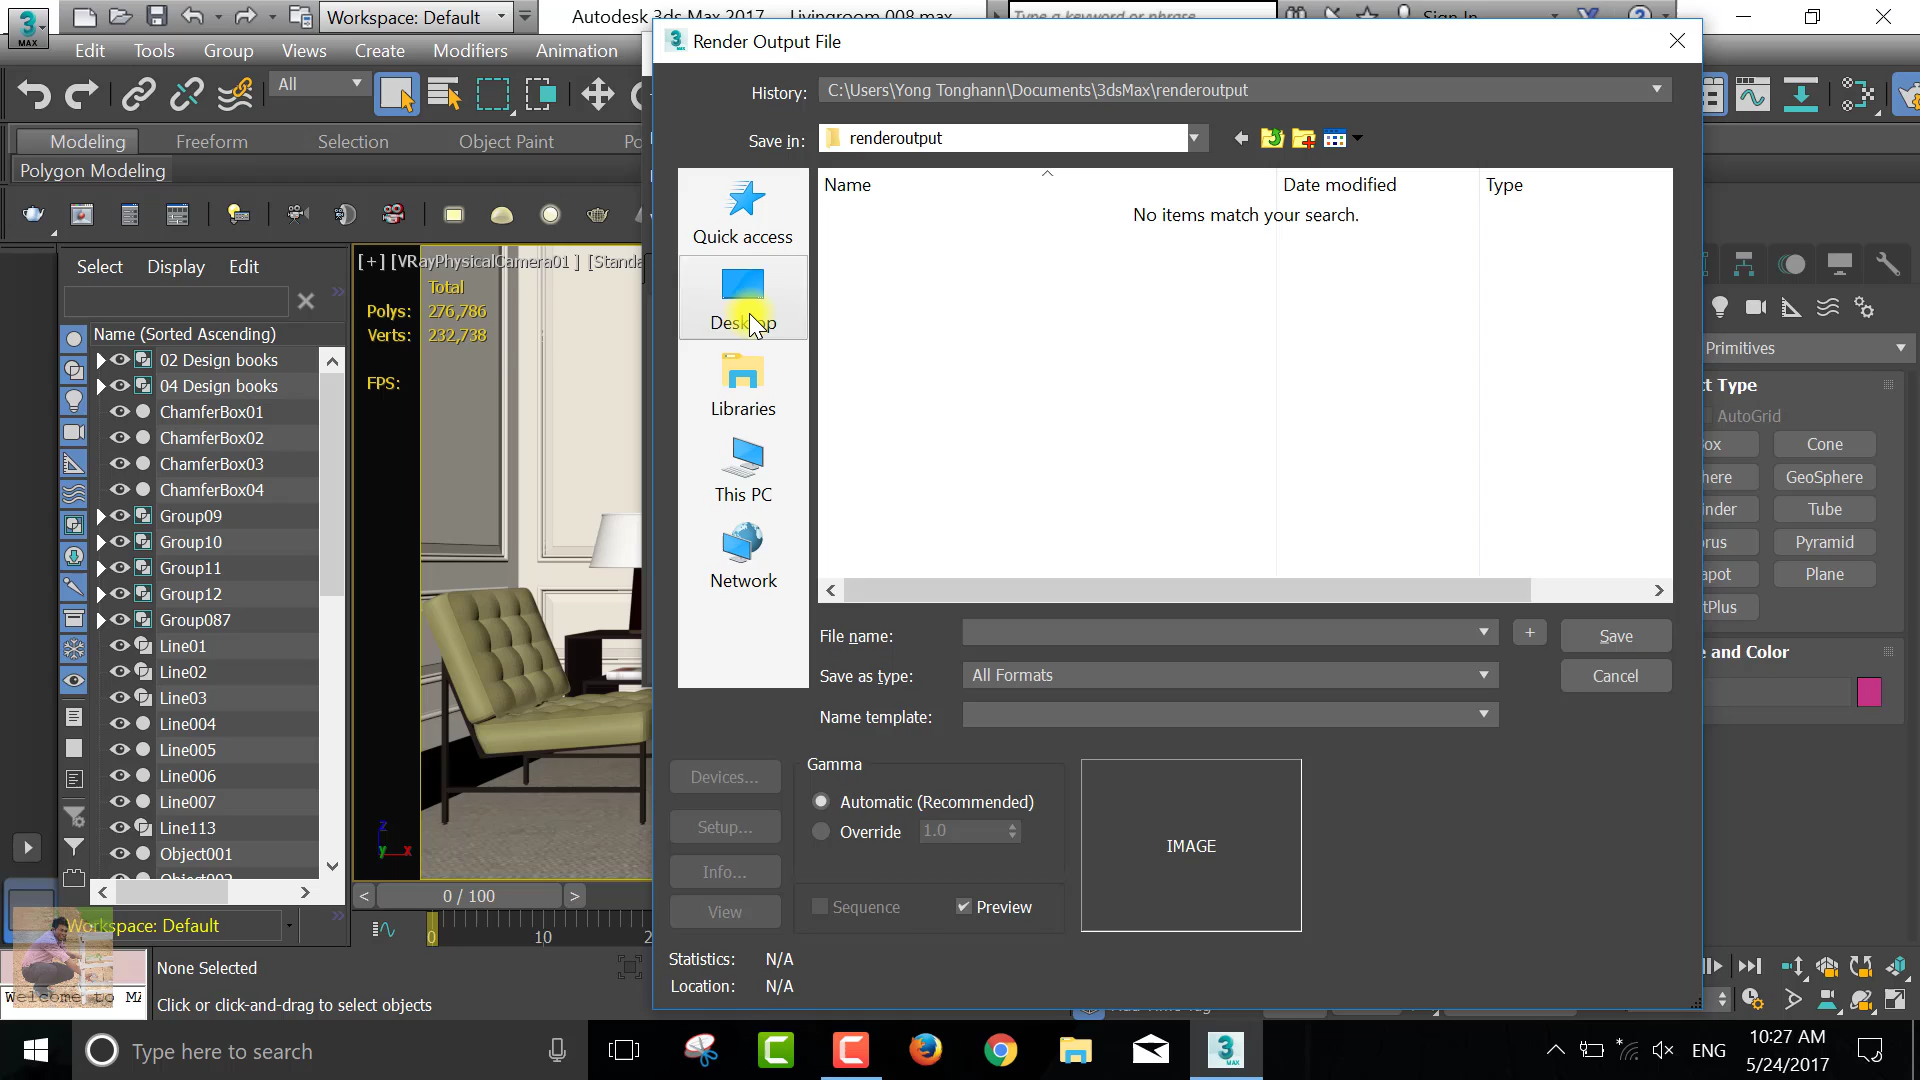 Workspace: Default
Autodesk 3ds Max 2017
Livingroom 008.max
Type a keyword or phrase
Sign In
MAX
Edit
Tools
Group
Views
Create
Modifiers
Animation
All
Modeling
Freeform
Selection
Object Paint
Po
Polygon Modeling
Select
Display
Edit
Name (Sorted Ascending)
02 Design books
04 Design books
ChamferBox01
ChamferBox02
ChamferBox03
ChamferBox04
Group09
Group10
Group11
Group12
Group087
Line01
Line02
Line03
Line004
Line005
Line006
Line007
Line113
Object001
Workspace: Default
[+] [VRayPhysicalCamera01 ] [Standa
Total
Polys: 276,786
Verts: 232,738
FPS:
z
y x
< 0 / 100 >
0 10 2
None Selected
Click or click-and-drag to select objects
Welcome to MA
Render Output File
History: C:\Users\Yong Tonghann\Documents\3dsMax\renderoutput
Save in: renderoutput
Quick access
Desktop
Libraries
This PC
Network
Name
Date modified
Type
No items match your search.
File name:
+
Save
Save as type: All Formats
Cancel
Name template:
Devices...
Setup...
Info...
View
Gamma
Automatic (Recommended)
Override 1.0
Sequence
Preview
IMAGE
Statistics: N/A
Location: N/A
Primitives
ct Type
AutoGrid
ox
Cone
here
GeoSphere
inder
Tube
orus
Pyramid
apot
Plane
tPlus
e and Color
Type here to search
ENG
10:27 AM
5/24/2017